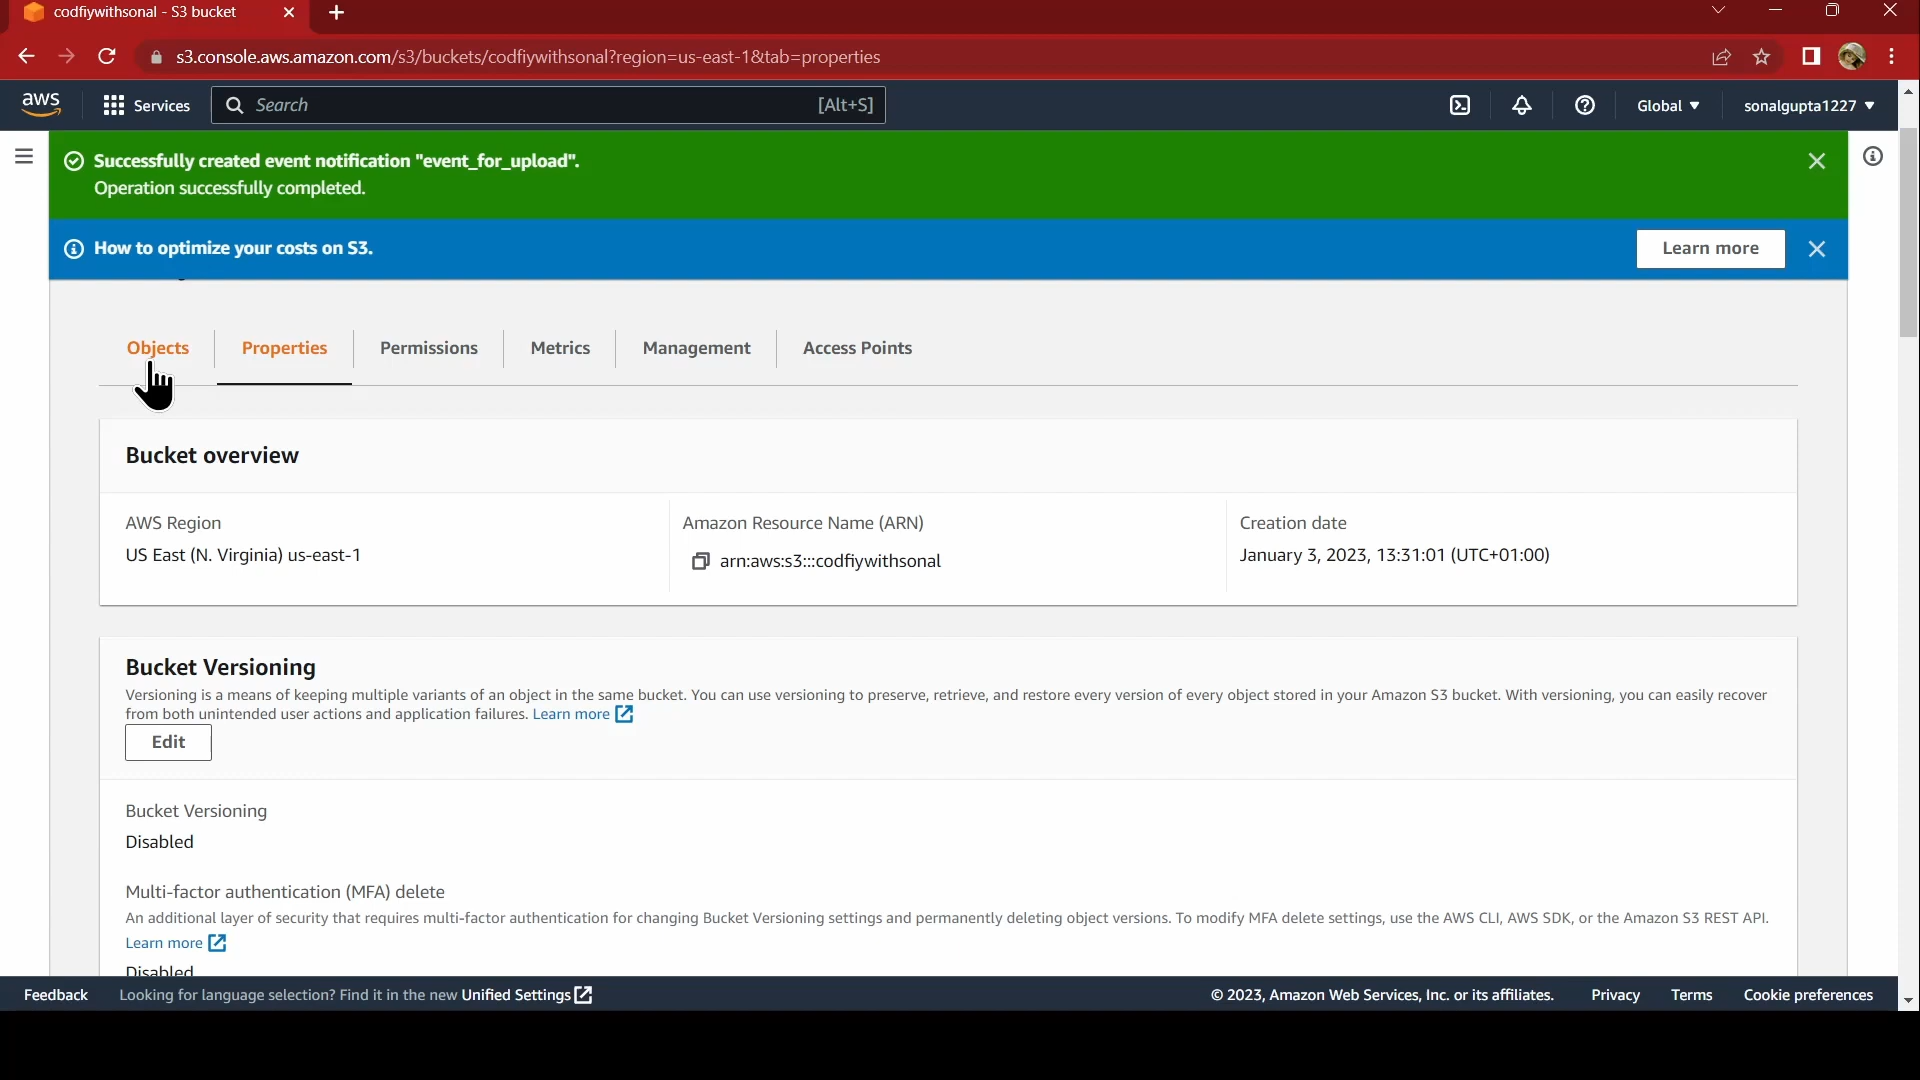 codfiywithsonal - S3 bucket
s3.console.aws.amazon.com/s3/buckets/codfiywithsonal?region=us-east-1&tab=properties
aws
Services
Search
[Alt+S]
Global
sonalgupta1227
Successfully created event notification "event_for_upload".
Operation successfully completed.
How to optimize your costs on S3.
Learn more
Objects
Properties
Permissions
Metrics
Management
Access Points
Bucket overview
AWS Region
US East (N. Virginia) us-east-1
Amazon Resource Name (ARN)
arn:aws:s3:::codfiywithsonal
Creation date
January 3, 2023, 13:31:01 (UTC+01:00)
Bucket Versioning
Versioning is a means of keeping multiple variants of an object in the same bucket. You can use versioning to preserve, retrieve, and restore every version of every object stored in your Amazon S3 bucket. With versioning, you can easily recover
from both unintended user actions and application failures. Learn more
Edit
Bucket Versioning
Disabled
Multi-factor authentication (MFA) delete
An additional layer of security that requires multi-factor authentication for changing Bucket Versioning settings and permanently deleting object versions. To modify MFA delete settings, use the AWS CLI, AWS SDK, or the Amazon S3 REST API.
Learn more
Disabled
Feedback
Looking for language selection? Find it in the new Unified Settings
© 2023, Amazon Web Services, Inc. or its affiliates.
Privacy
Terms
Cookie preferences